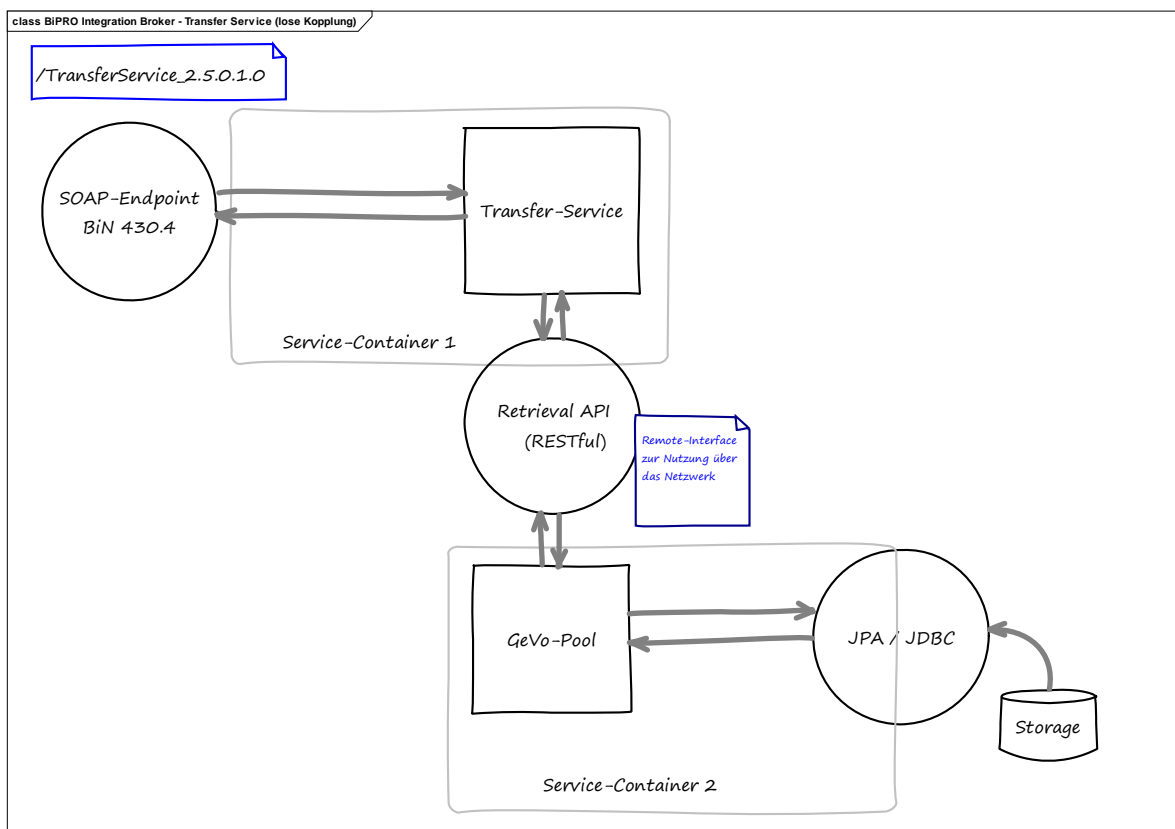 class BiPRO Integration Broker - Transfer Service (lose Kopplung)
/TransferService_2.5.0.1.0
SOAP-Endpoint
BiN 430.4
Transfer-Service
Service-Container 1
Retrieval API
(RESTful)
Remote-Interface
zur Nutzung über
das Netzwerk
GeVo-Pool
JPA / JDBC
Storage
Service-Container 2